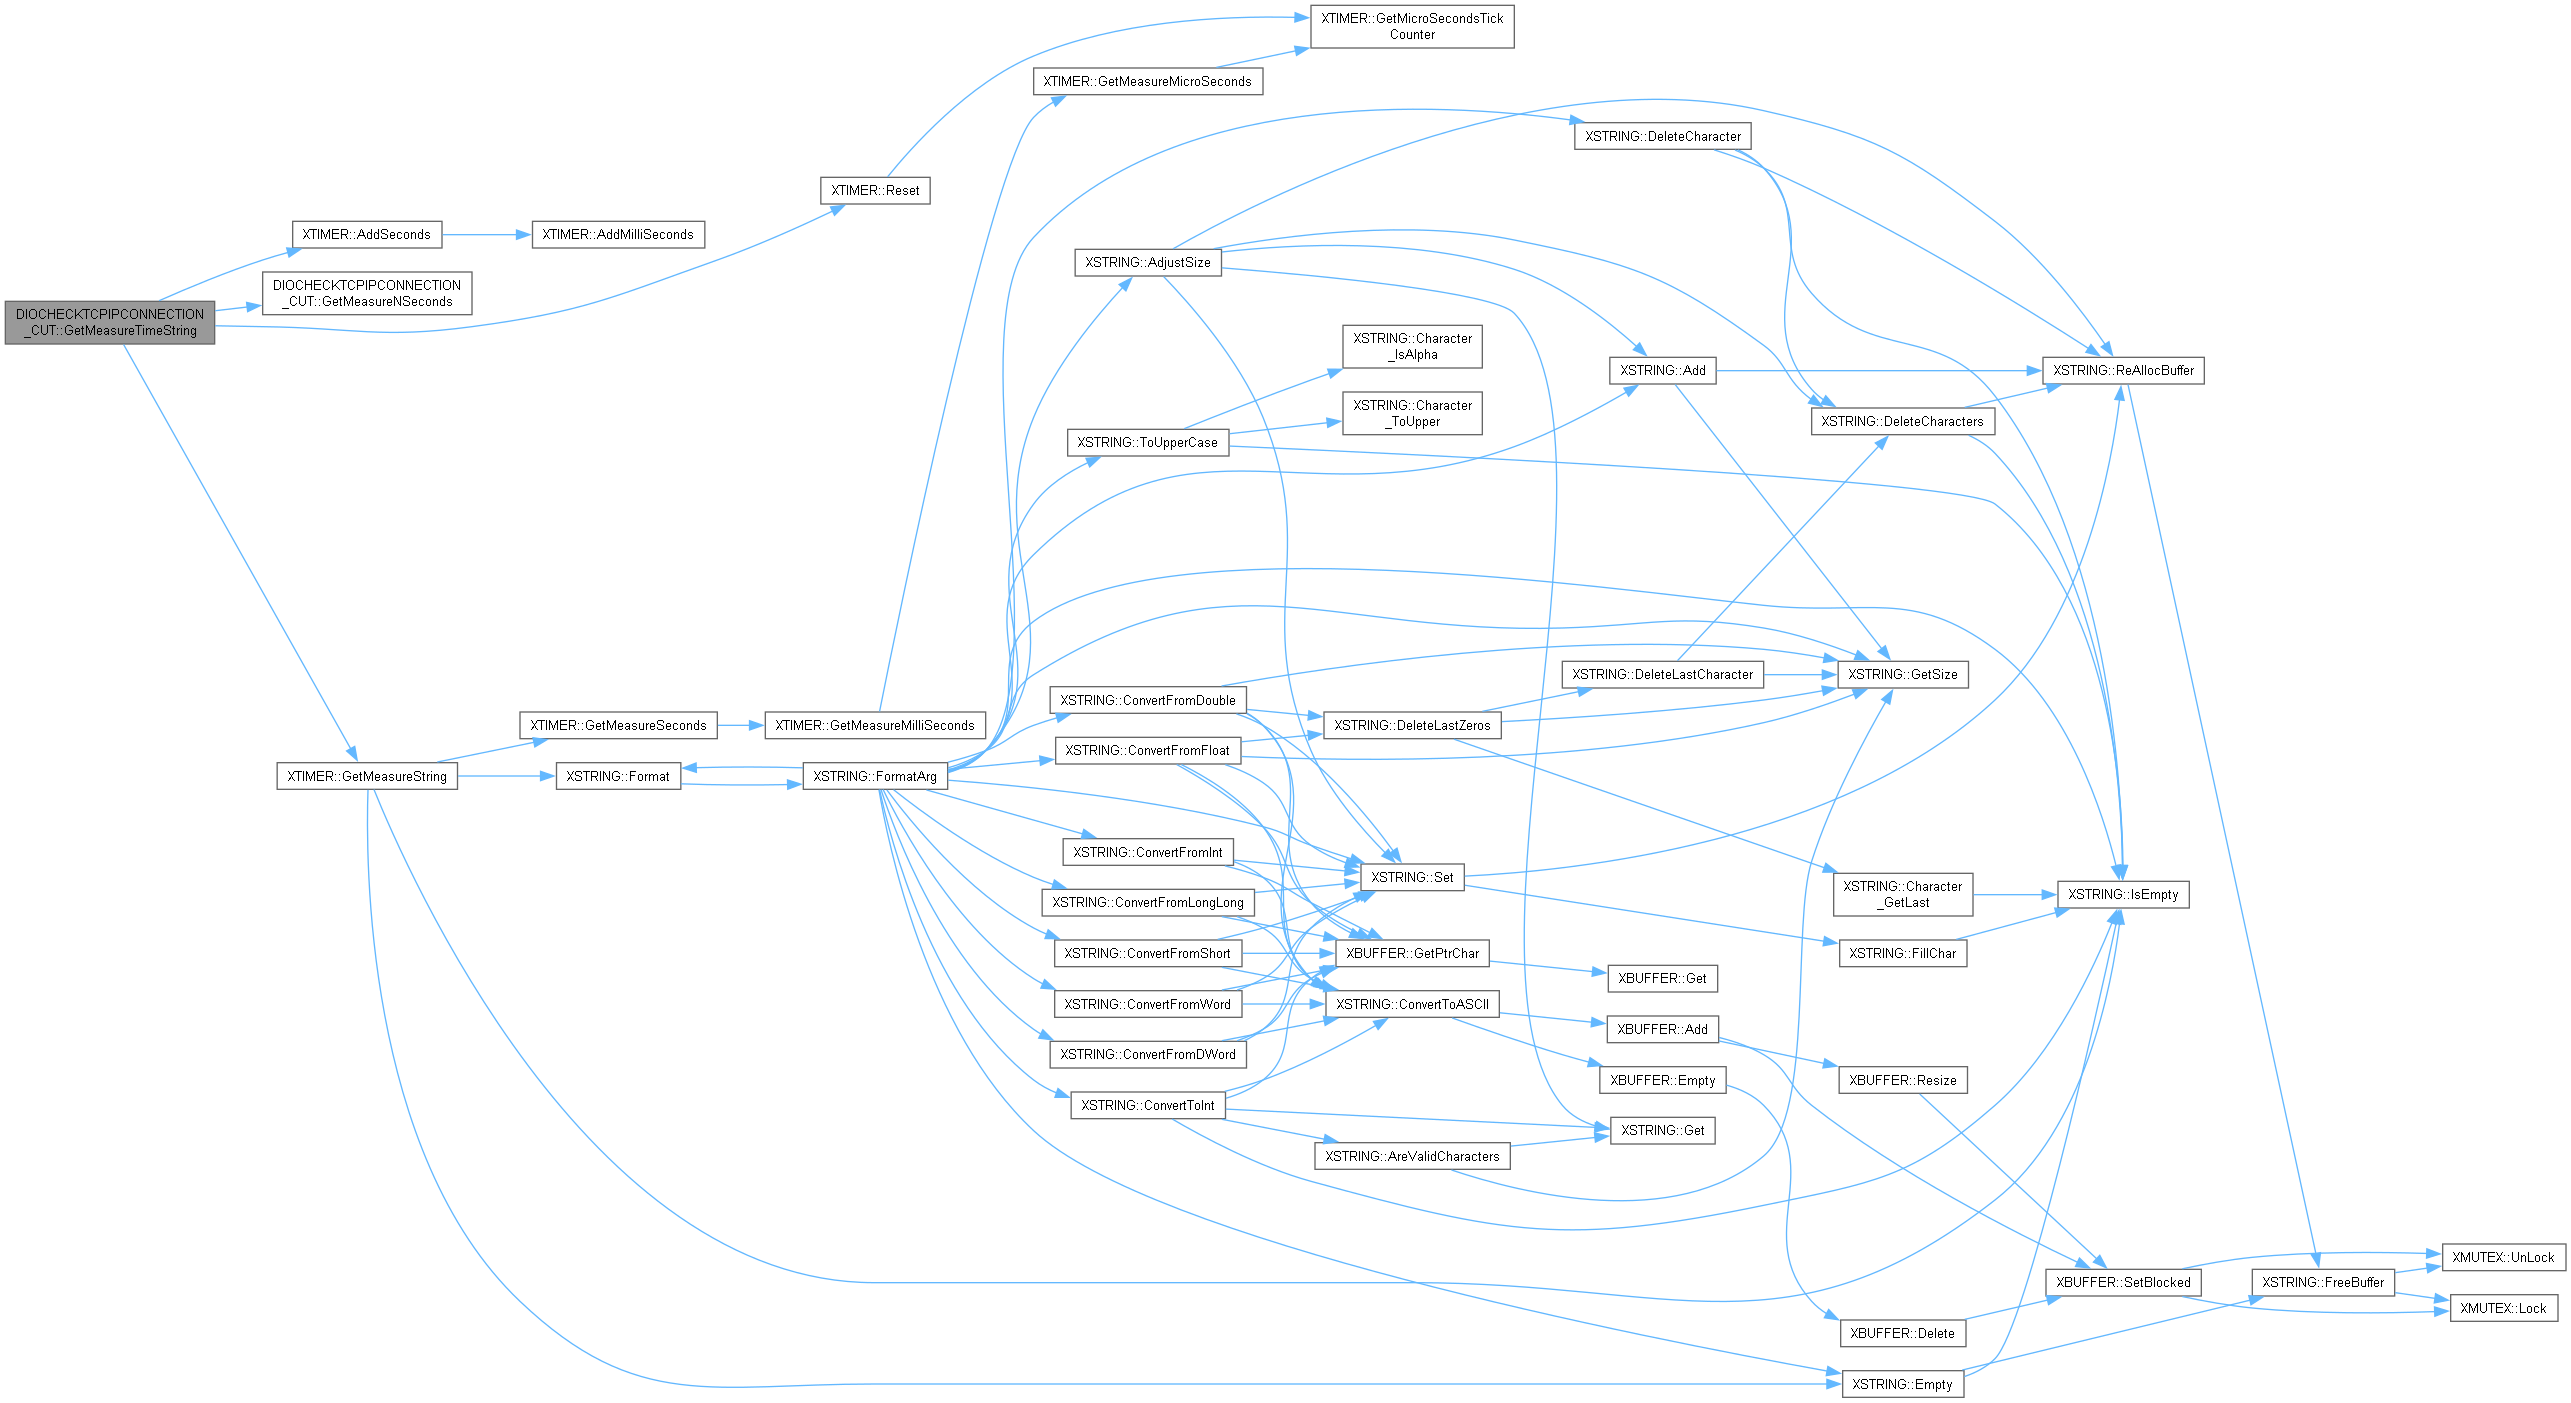 XTIMER::GetMicroSecondsTick
Counter
XTIMER::GetMeasureMicroSeconds
XSTRING::DeleteCharacter
XTIMER::Reset
XTIMER::AddSeconds
XTIMER::AddMilliSeconds
XSTRING::AdjustSize
DIOCHECKTCPIPCONNECTION
_CUT::GetMeasureNSeconds
DIOCHECKTCPIPCONNECTION
_CUT::GetMeasureTimeString
XSTRING::Character
_IsAlpha
XSTRING::Add
XSTRING::ReAllocBuffer
XSTRING::Character
_ToUpper
XSTRING::DeleteCharacters
XSTRING::ToUpperCase
XSTRING::DeleteLastCharacter
XSTRING::GetSize
XSTRING::ConvertFromDouble
XTIMER::GetMeasureSeconds
XTIMER::GetMeasureMilliSeconds
XSTRING::DeleteLastZeros
XSTRING::ConvertFromFloat
XTIMER::GetMeasureString
XSTRING::Format
XSTRING::FormatArg
XSTRING::ConvertFromInt
XSTRING::Set
XSTRING::Character
_GetLast
XSTRING::IsEmpty
XSTRING::ConvertFromLongLong
XSTRING::ConvertFromShort
XBUFFER::GetPtrChar
XSTRING::FillChar
XBUFFER::Get
XSTRING::ConvertFromWord
XSTRING::ConvertToASCII
XBUFFER::Add
XSTRING::ConvertFromDWord
XBUFFER::Empty
XBUFFER::Resize
XSTRING::ConvertToInt
XSTRING::Get
XSTRING::AreValidCharacters
XMUTEX::UnLock
XBUFFER::SetBlocked
XSTRING::FreeBuffer
XMUTEX::Lock
XBUFFER::Delete
XSTRING::Empty